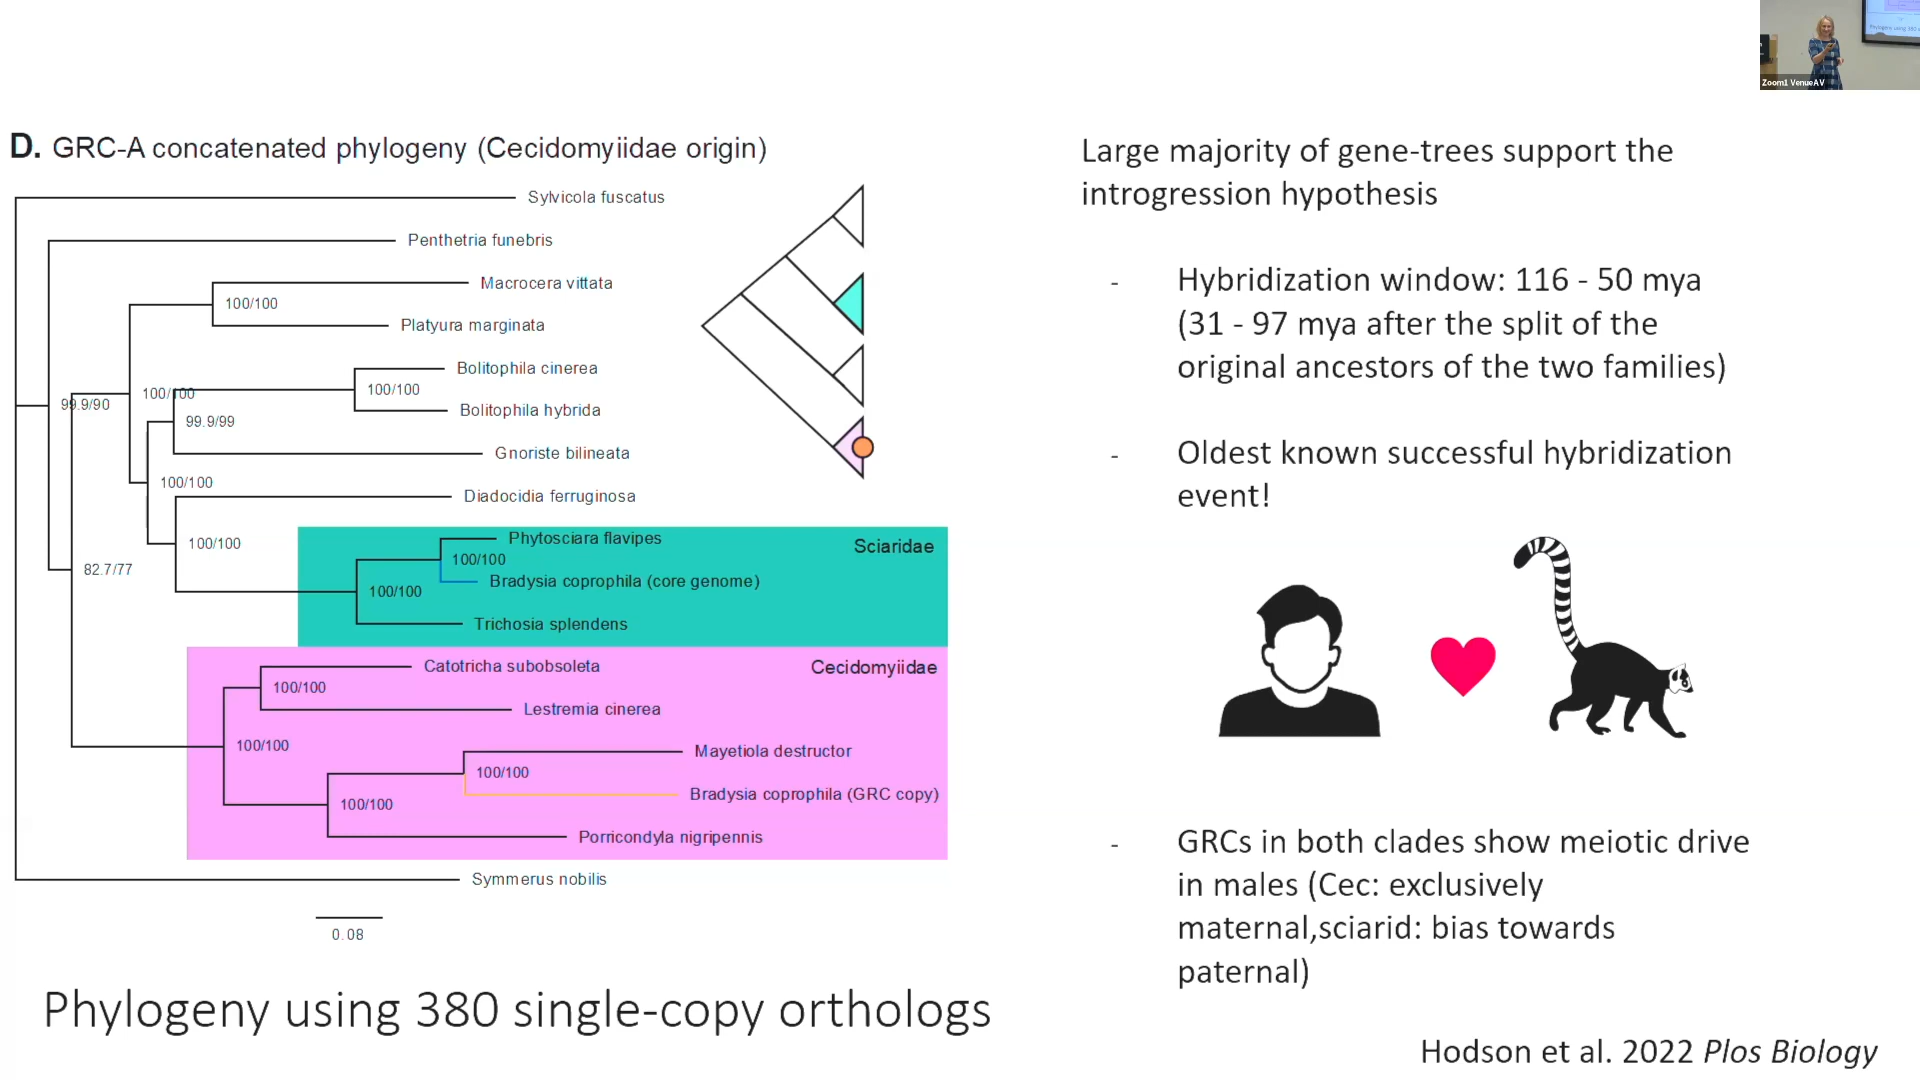 Zoom1 VenueAV
D. GRC-A concatenated phylogeny (Cecidomyiidae origin)
Sylvicola fuscatus
Penthetria funebris
Macrocera vittata
100/100
Platyura marginata
Bolitophila cinerea
100/100
100/100
99.9/90
Bolitophila hybrida
99.9/99
Gnoriste bilineata
100/100
Diadocidia ferruginosa
Phytosciara flavipes
Sciaridae
100/100
100/100
82.7/77
Bradysia coprophila (core genome)
100/100
Trichosia splendens
Catotricha subobsoleta
Cecidomyiidae
100/100
Lestremia cinerea
100/100
Mayetiola destructor
100/100
Bradysia coprophila (GRC copy)
100/100
Porricondyla nigripennis
Symmerus nobilis
0.08
Phylogeny using 380 single-copy orthologs
Large majority of gene-trees support the
introgression hypothesis
- Hybridization window: 116 - 50 mya
(31 - 97 mya after the split of the
original ancestors of the two families)
- Oldest known successful hybridization
event!
- GRCs in both clades show meiotic drive
in males (Cec: exclusively
maternal,sciarid: bias towards
paternal)
Hodson et al. 2022 Plos Biology